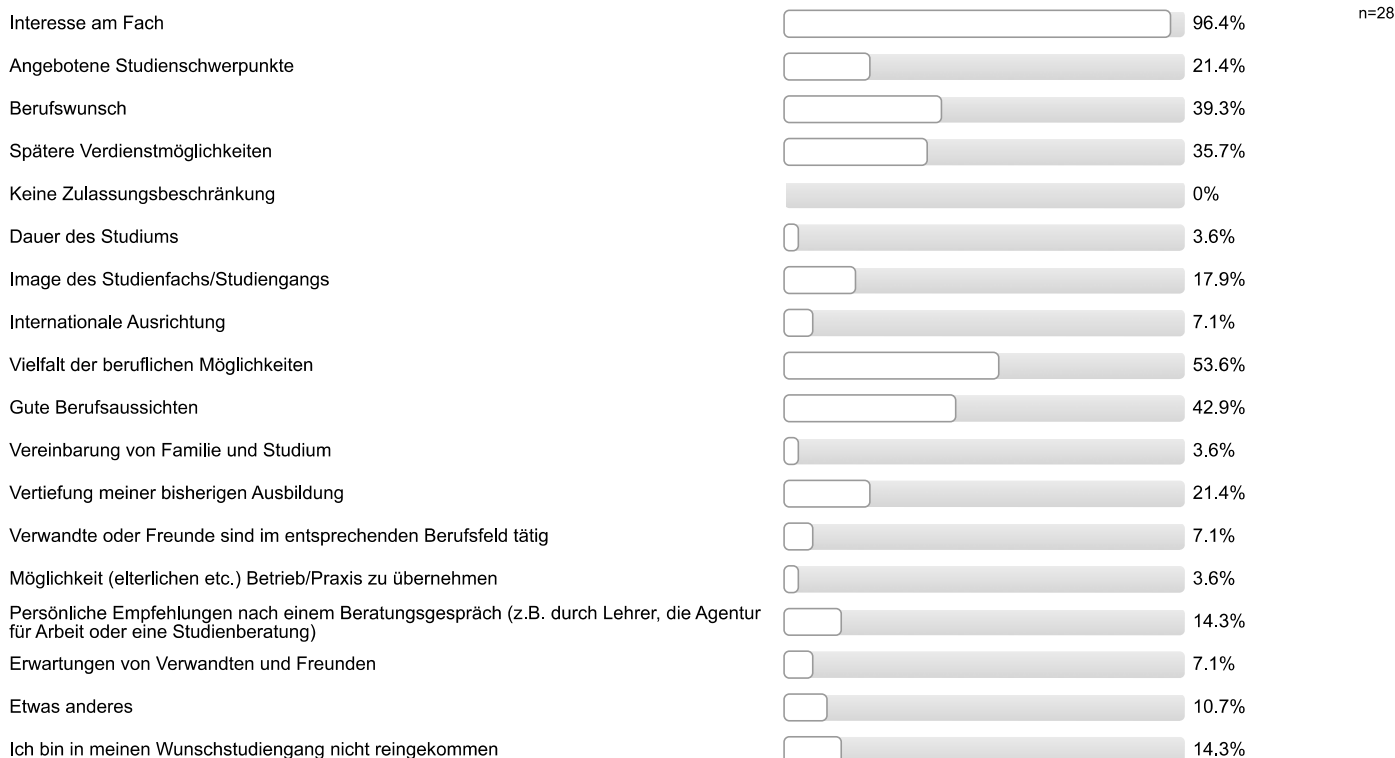 Interesse am Fach 96.4% n=28
Angebotene Studienschwerpunkte 21.4%
Berufswunsch 39.3%
Spätere Verdienstmöglichkeiten 35.7%
Keine Zulassungsbeschränkung 0%
Dauer des Studiums 3.6%
Image des Studienfachs/Studiengangs 17.9%
Internationale Ausrichtung 7.1%
Vielfalt der beruflichen Möglichkeiten 53.6%
Gute Berufsaussichten 42.9%
Vereinbarung von Familie und Studium 3.6%
Vertiefung meiner bisherigen Ausbildung 21.4%
Verwandte oder Freunde sind im entsprechenden Berufsfeld tätig 7.1%
Möglichkeit (elterlichen etc.) Betrieb/Praxis zu übernehmen 3.6%
Persönliche Empfehlungen nach einem Beratungsgespräch (z.B. durch Lehrer, die Agentur
für Arbeit oder eine Studienberatung) 14.3%
Erwartungen von Verwandten und Freunden 7.1%
Etwas anderes 10.7%
Ich bin in meinen Wunschstudiengang nicht reingekommen 14.3%